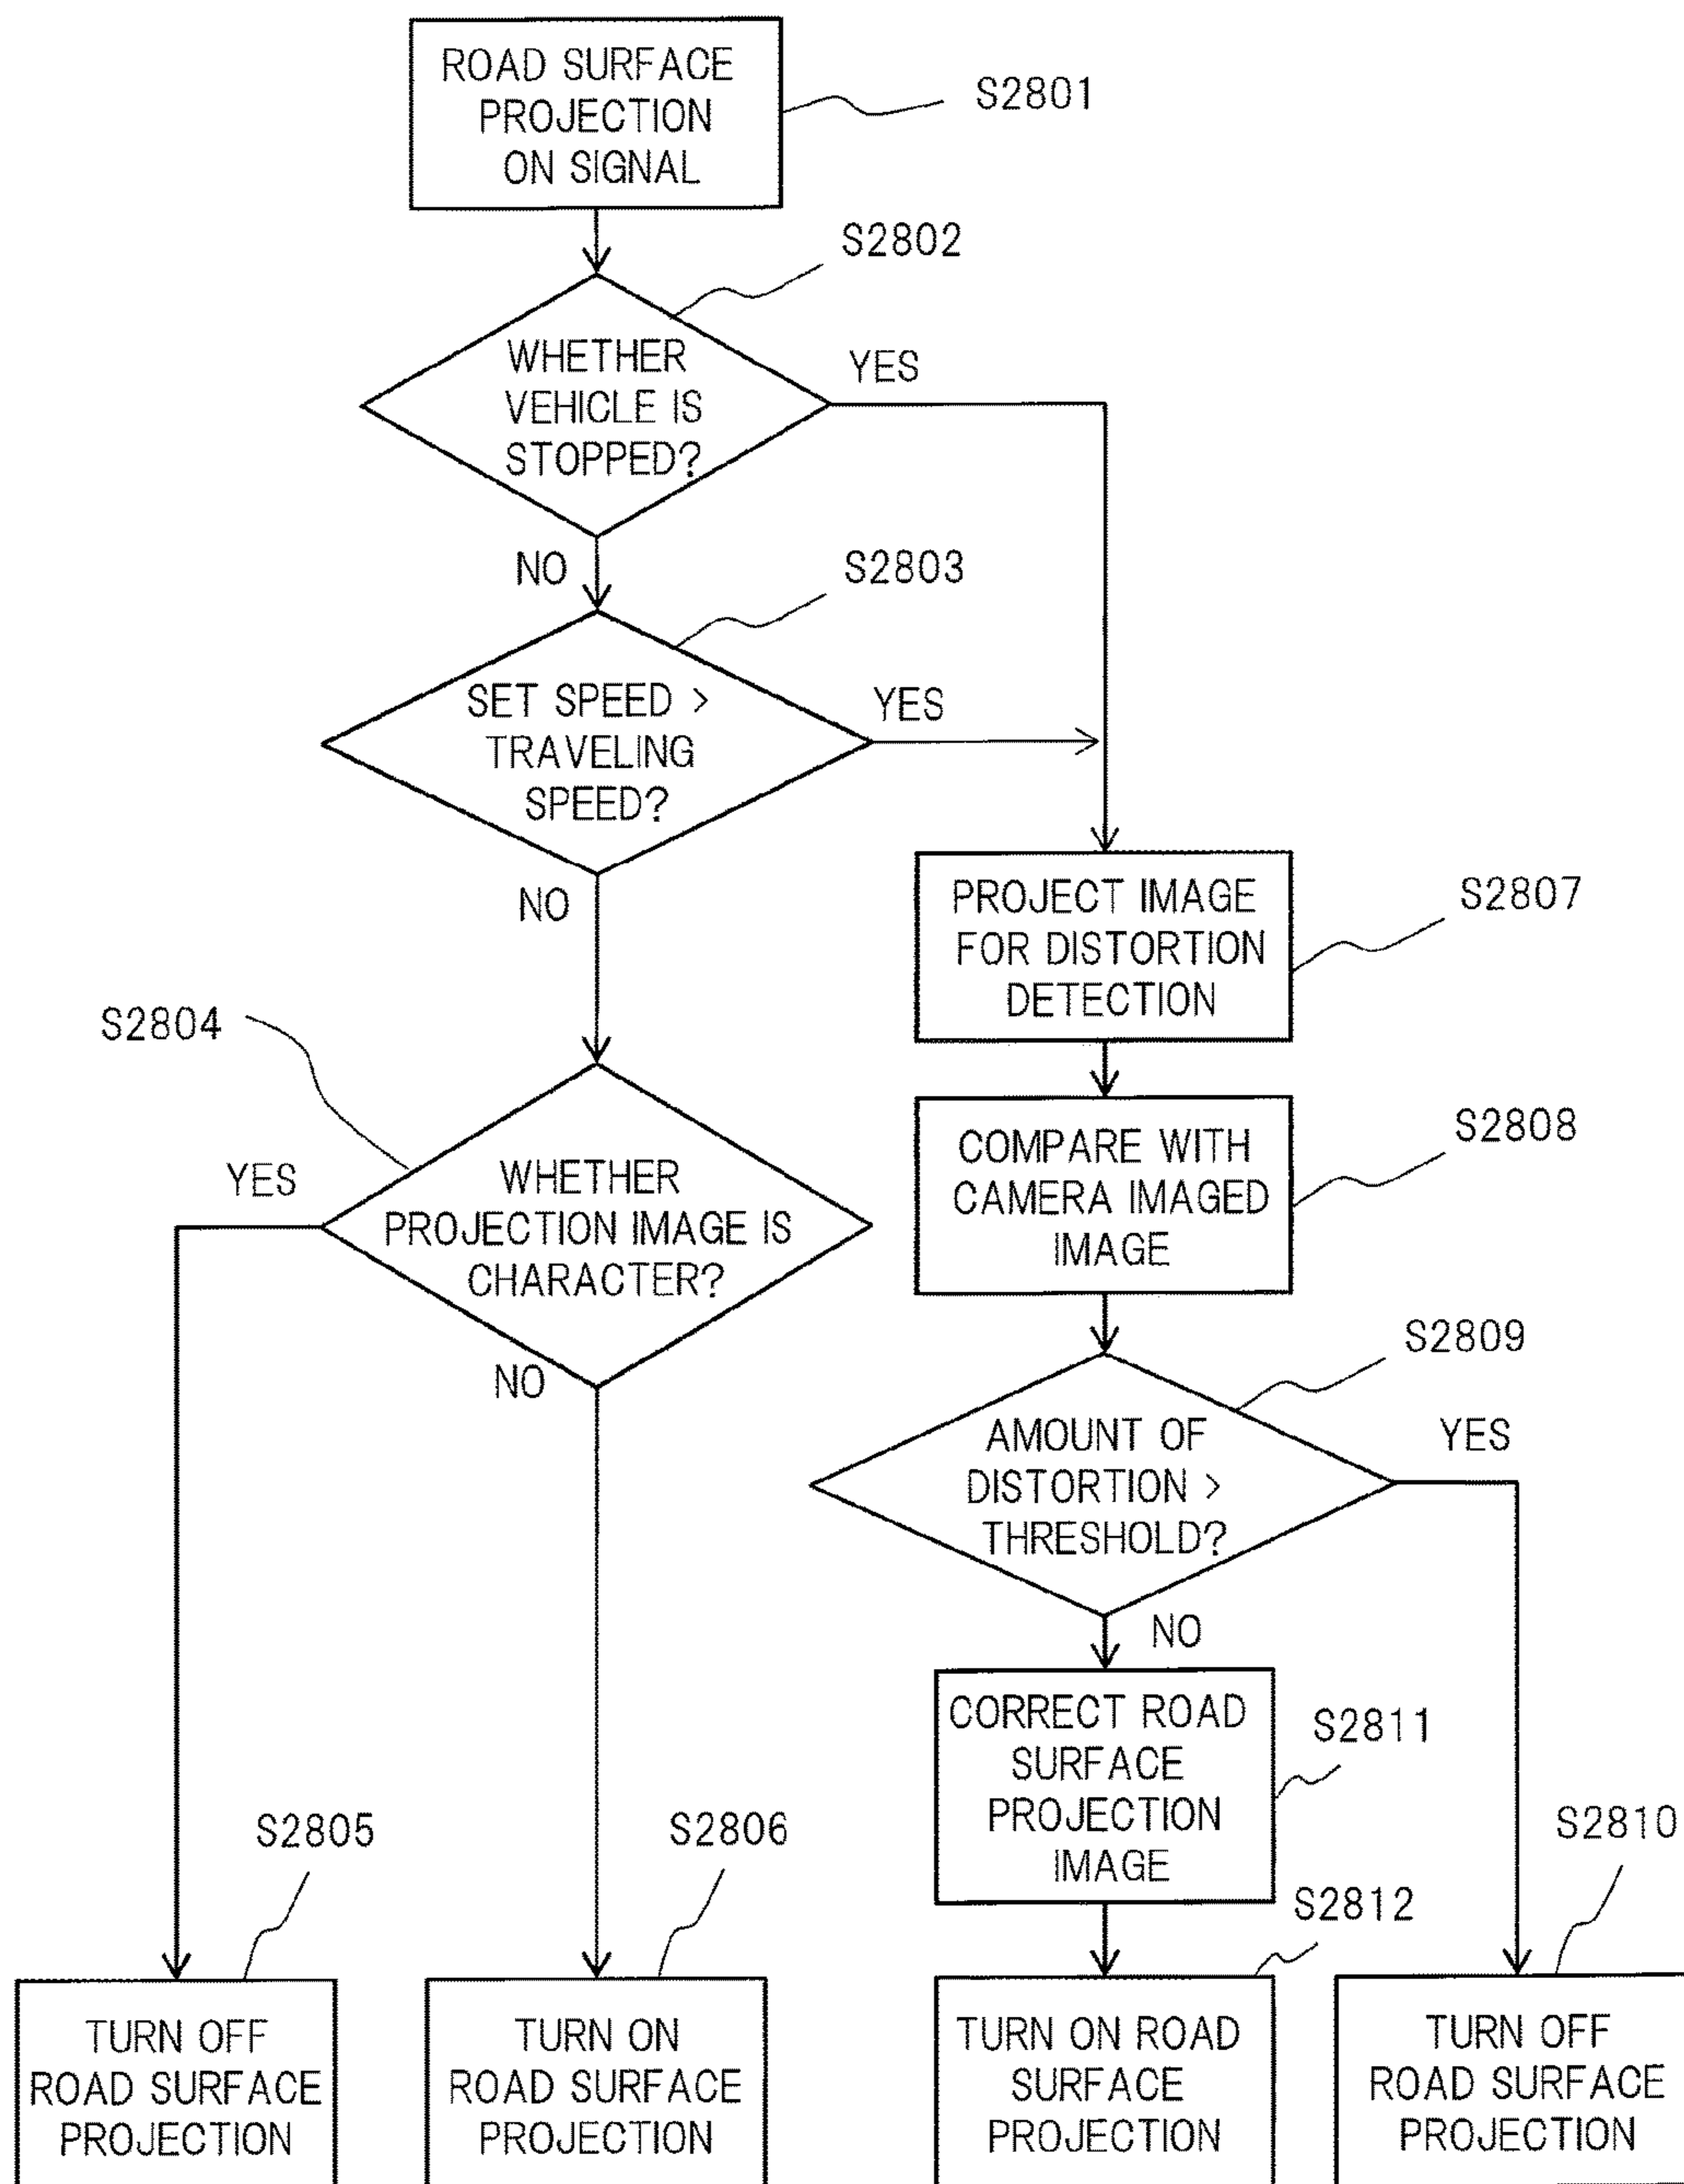 ROAD SURFACE
PROJECTION
ON SIGNAL
S2801
S2802
WHETHER
VEHICLE IS
STOPPED?
YES
NO
S2803
SET SPEED >
TRAVELING
SPEED?
YES
NO
S2804
YES
WHETHER
PROJECTION IMAGE IS
CHARACTER?
NO
S2805
TURN OFF
ROAD SURFACE
PROJECTION
S2806
TURN ON
ROAD SURFACE
PROJECTION
PROJECT IMAGE
FOR DISTORTION
DETECTION
S2807
COMPARE WITH
CAMERA IMAGED
IMAGE
S2808
S2809
AMOUNT OF
DISTORTION >
THRESHOLD?
YES
NO
CORRECT ROAD
SURFACE
PROJECTION
IMAGE
S2811
S2812
TURN ON ROAD
SURFACE
PROJECTION
S2810
TURN OFF
ROAD SURFACE
PROJECTION